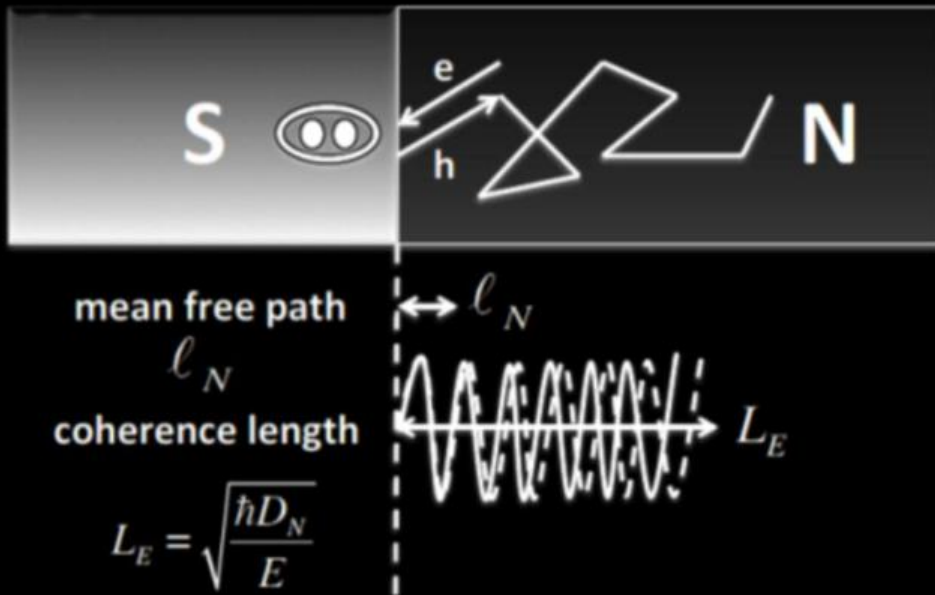 S
e
h
N
mean free path
ℓ_N
coherence length
L_E = √(ħD_N / E)
ℓ_N
L_E